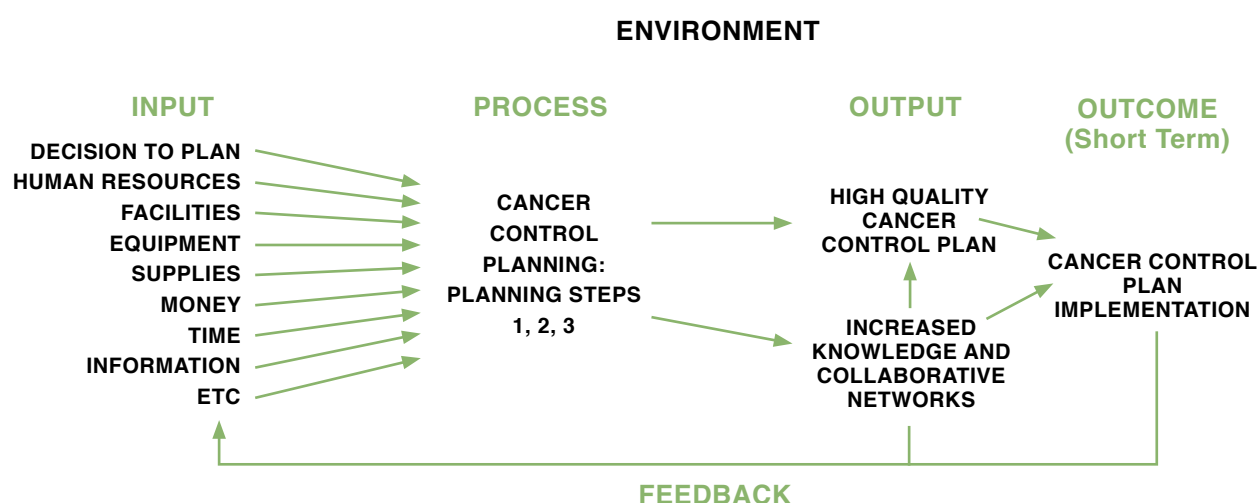 ENVIRONMENT
INPUT
PROCESS
OUTPUT
OUTCOME
(Short Term)
DECISION TO PLAN
HUMAN RESOURCES
FACILITIES
EQUIPMENT
SUPPLIES
MONEY
TIME
INFORMATION
ETC
CANCER
CONTROL
PLANNING:
PLANNING STEPS
1, 2, 3
HIGH QUALITY
CANCER
CONTROL PLAN
INCREASED
KNOWLEDGE AND
COLLABORATIVE
NETWORKS
CANCER CONTROL
PLAN
IMPLEMENTATION
FEEDBACK